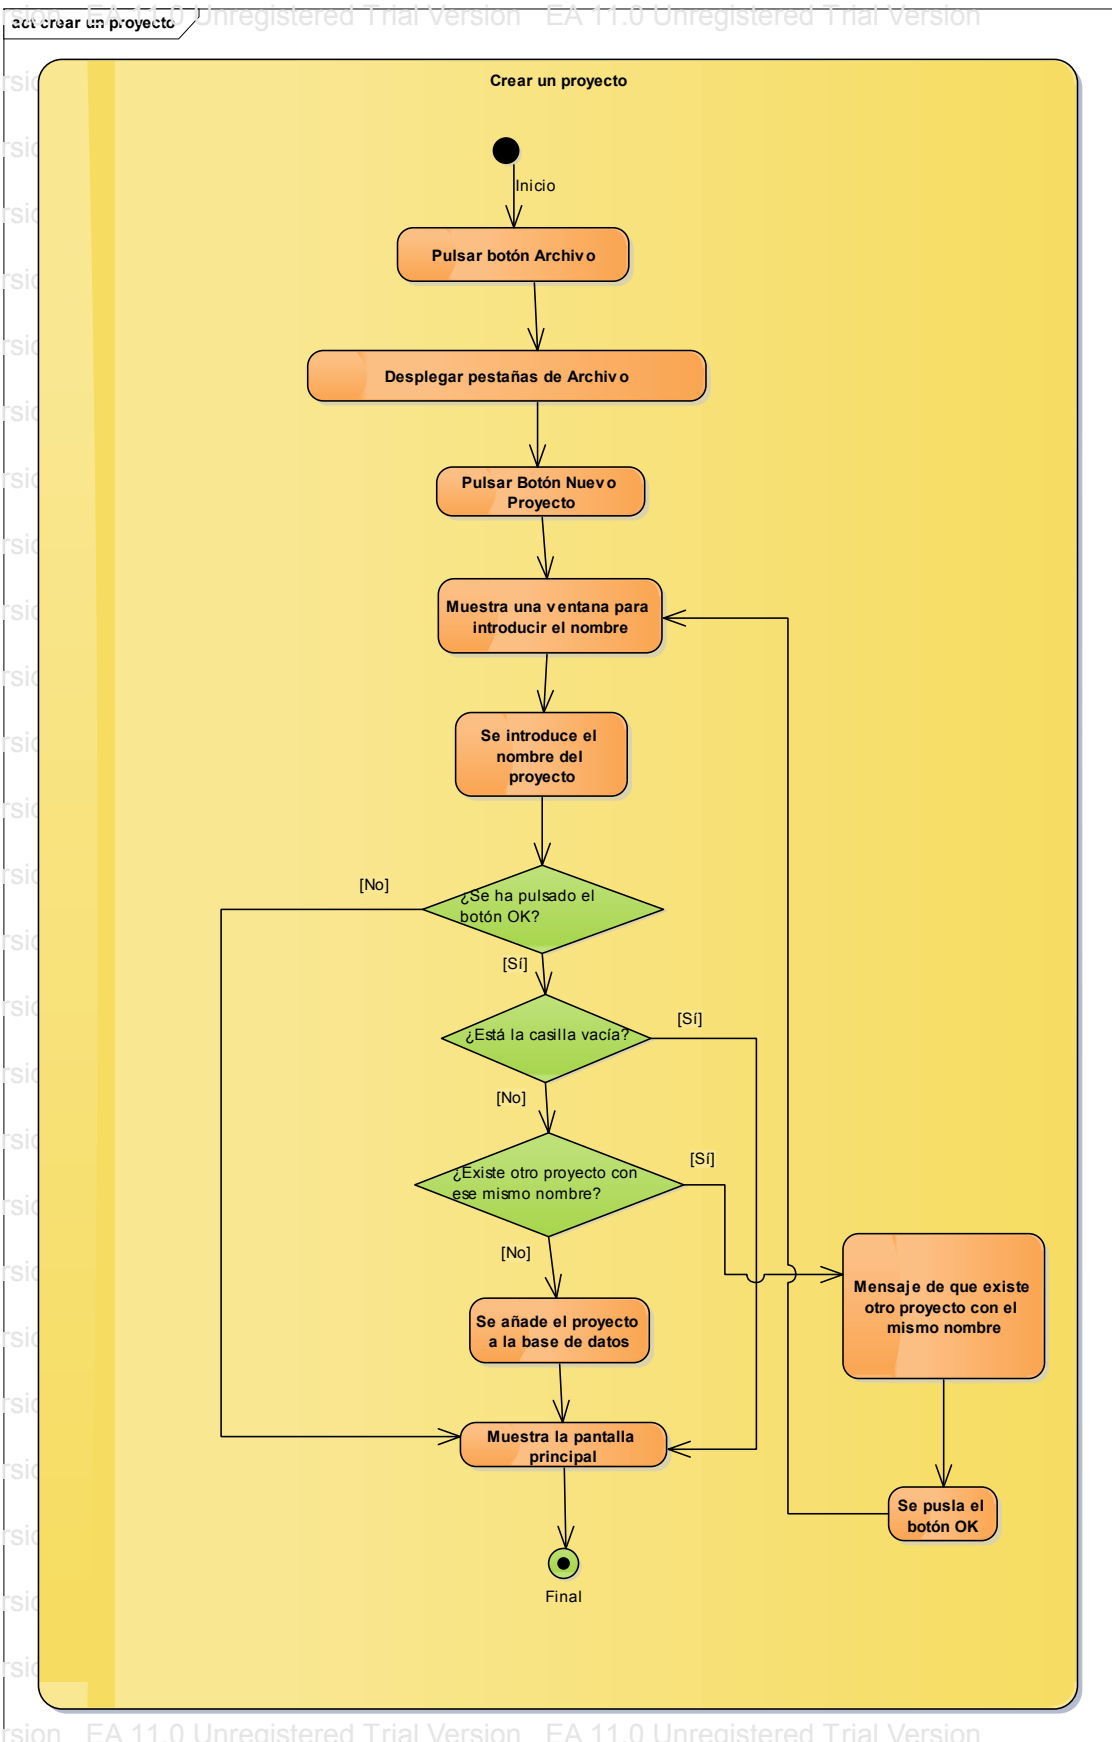 sion EA 11.0 Unregistered Trial Version EA 11.0 Unregistered Trial Version
act crear un proyecto
Crear un proyecto
Inicio
Pulsar botón Archivo
Desplegar pestañas de Archivo
Pulsar Botón Nuevo
Proyecto
Muestra una ventana para
introducir el nombre
Se introduce el
nombre del
proyecto
[No]
¿Se ha pulsado el
botón OK?
[Sí]
¿Está la casilla vacía?
[Sí]
[No]
¿Existe otro proyecto con
ese mismo nombre?
[Sí]
[No]
Mensaje de que existe
otro proyecto con el
mismo nombre
Se añade el proyecto
a la base de datos
Muestra la pantalla
principal
Se pusla el
botón OK
Final
rsion EA 11.0 Unregistered Trial Version EA 11.0 Unregistered Trial Version